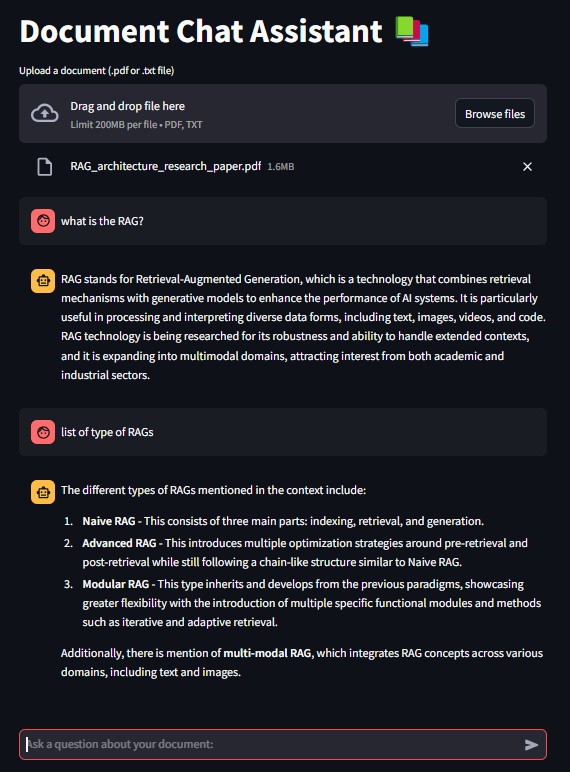 Document Chat Assistant
Upload a document (.pdf or .txt file)
Drag and drop file here
Limit 200MB per file • PDF, TXT
Browse files
RAG_architecture_research_paper.pdf 1.6MB
what is the RAG?
RAG stands for Retrieval-Augmented Generation, which is a technology that combines retrieval
mechanisms with generative models to enhance the performance of AI systems. It is particularly
useful in processing and interpreting diverse data forms, including text, images, videos, and code.
RAG technology is being researched for its robustness and ability to handle extended contexts,
and it is expanding into multimodal domains, attracting interest from both academic and
industrial sectors.
list of type of RAGs
The different types of RAGs mentioned in the context include:
1. Naive RAG - This consists of three main parts: indexing, retrieval, and generation.
2. Advanced RAG - This introduces multiple optimization strategies around pre-retrieval and
post-retrieval while still following a chain-like structure similar to Naive RAG.
3. Modular RAG - This type inherits and develops from the previous paradigms, showcasing
greater flexibility with the introduction of multiple specific functional modules and methods
such as iterative and adaptive retrieval.
Additionally, there is mention of multi-modal RAG, which integrates RAG concepts across various
domains, including text and images.
Ask a question about your document: